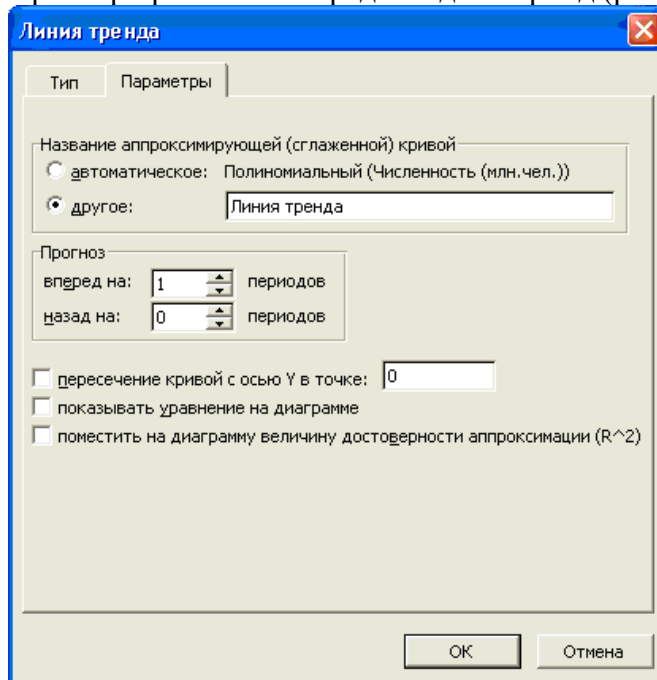 Линия тренда
Тип Параметры
Название аппроксимирующей (сглаженной) кривой
автоматическое: Полиномиальный (Численность (млн.чел.))
другое: Линия тренда
Прогноз
вперед на: 1 периодов
назад на: 0 периодов
пересечение кривой с осью Y в точке: 0
показывать уравнение на диаграмме
поместить на диаграмму величину достоверности аппроксимации (R^2)
ОК Отмена